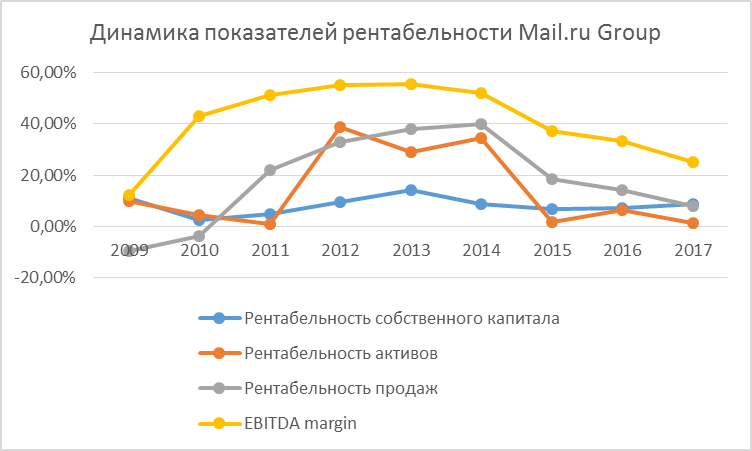 Динамика показателей рентабельности Mail.ru Group
60,00%
40,00%
20,00%
0,00%
2009 2010 2011 2012 2013 2014 2015 2016 2017
-20,00%
Рентабельность собственного капитала
Рентабельность активов
Рентабельность продаж
EBITDA margin